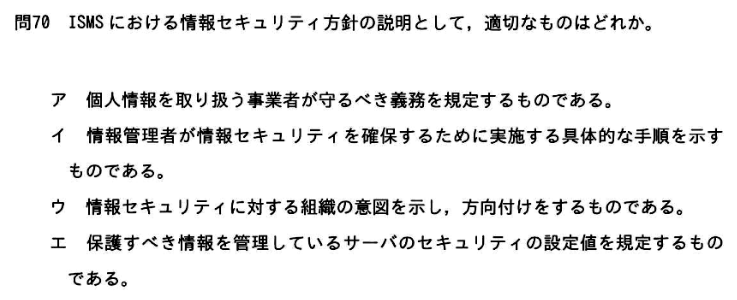 問70 ISMSにおける情報セキュリティ方針の説明として，適切なものはどれか。
ア 個人情報を取り扱う事業者が守るべき義務を規定するものである。
イ 情報管理者が情報セキュリティを確保するために実施する具体的な手順を示す
ものである。
ウ 情報セキュリティに対する組織の意図を示し，方向付けをするものである。
エ 保護すべき情報を管理しているサーバのセキュリティの設定値を規定するもの
である。